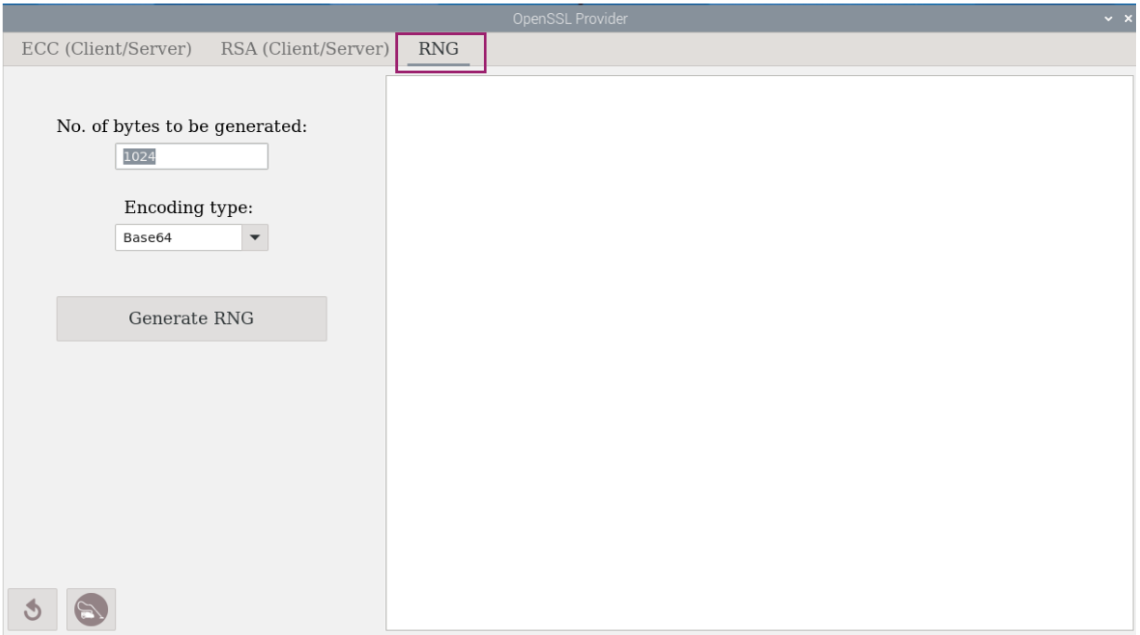 OpenSSL Provider
ECC (Client/Server) RSA (Client/Server) RNG
No. of bytes to be generated:
1024
Encoding type:
Base64
Generate RNG